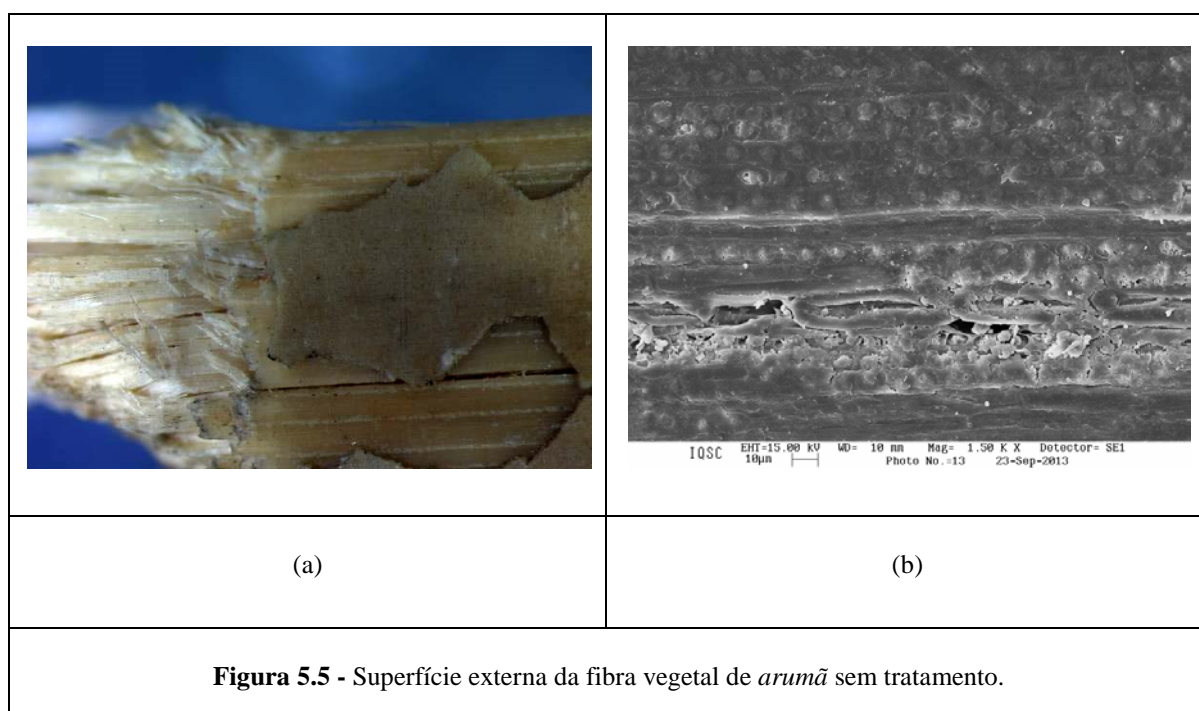 IQSC EHT=15.00 kV WD= 10 mm Mag= 1.50 K X Detector= SE1
10µm Photo No.=13 23-Sep-2013
(a) (b)
Figura 5.5 - Superfície externa da fibra vegetal de arumã sem tratamento.